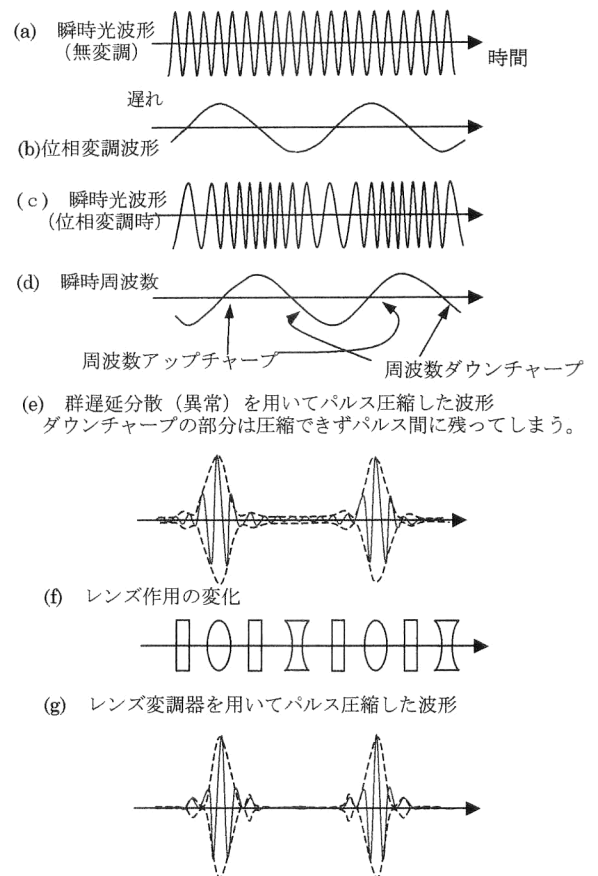 (a) 瞬時光波形
(無変調)
時間
遅れ
(b)位相変調波形
(c) 瞬時光波形
(位相変調時)
(d) 瞬時周波数
周波数アップチャープ
周波数ダウンチャープ
(e) 群遅延分散（異常）を用いてパルス圧縮した波形
ダウンチャープの部分は圧縮できずパルス間に残ってしまう。
(f) レンズ作用の変化
(g) レンズ変調器を用いてパルス圧縮した波形